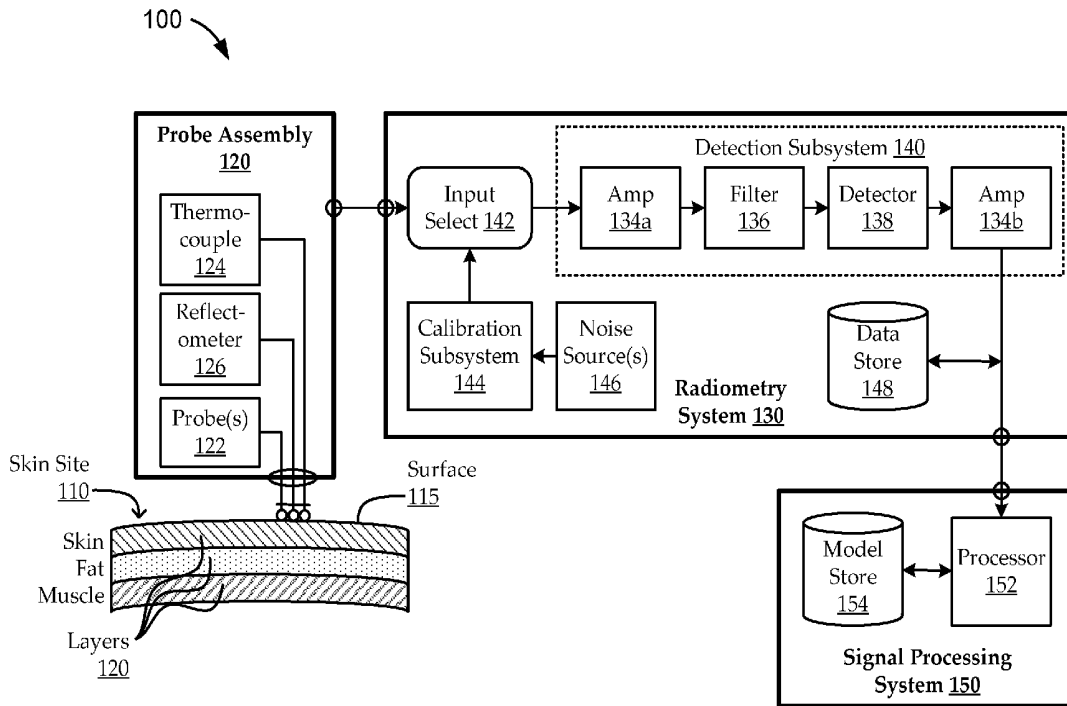 100
Probe Assembly
120
Thermo-
couple
124
Reflect-
ometer
126
Probe(s)
122
Detection Subsystem 140
Input
Select 142
Amp
134a
Filter
136
Detector
138
Amp
134b
Calibration
Subsystem
144
Noise
Source(s)
146
Data
Store
148
Radiometry
System 130
Skin Site
110
Surface
115
Skin
Fat
Muscle
Layers
120
Model
Store
154
Processor
152
Signal Processing
System 150